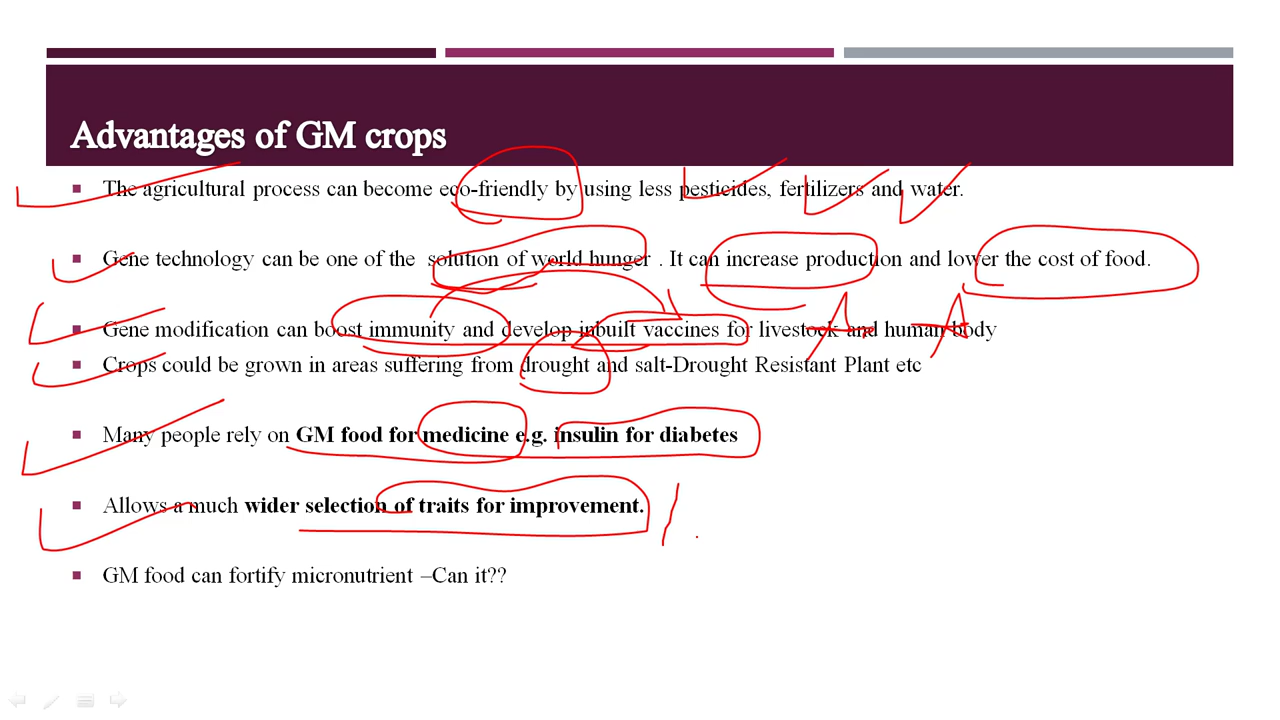 Advantages of GM crops
The agricultural process can become eco-friendly by using less pesticides, fertilizers and water.
Gene technology can be one of the solution of world hunger . It can increase production and lower the cost of food.
Gene modification can boost immunity and develop inbuilt vaccines for livestock and human body
Crops could be grown in areas suffering from drought and salt-Drought Resistant Plant etc
Many people rely on GM food for medicine e.g. insulin for diabetes
Allows a much wider selection of traits for improvement.
GM food can fortify micronutrient –Can it??